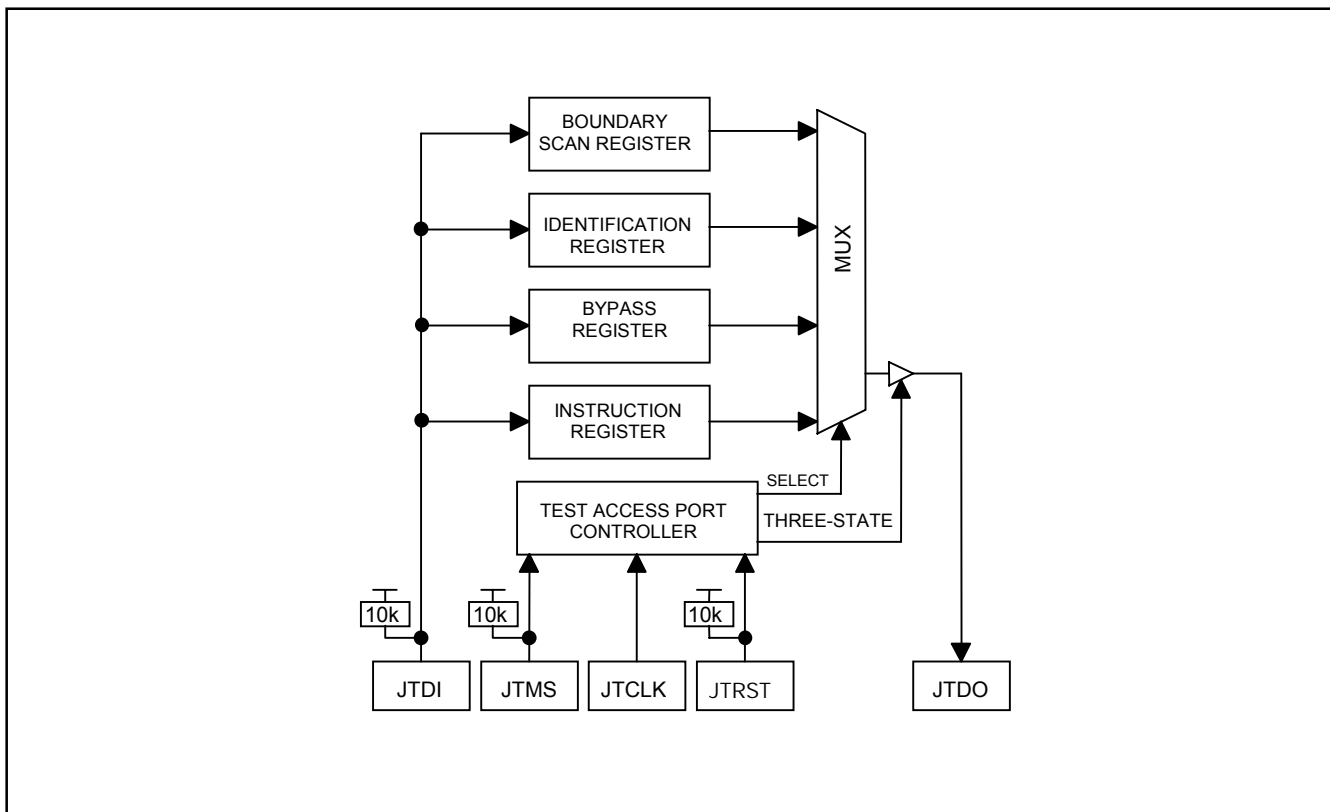 BOUNDARY
SCAN REGISTER
IDENTIFICATION
REGISTER
BYPASS
REGISTER
INSTRUCTION
REGISTER
MUX
SELECT
TEST ACCESS PORT
CONTROLLER
THREE-STATE
10k
10k
10k
JTDI
JTMS
JTCLK
JTRST
JTDO